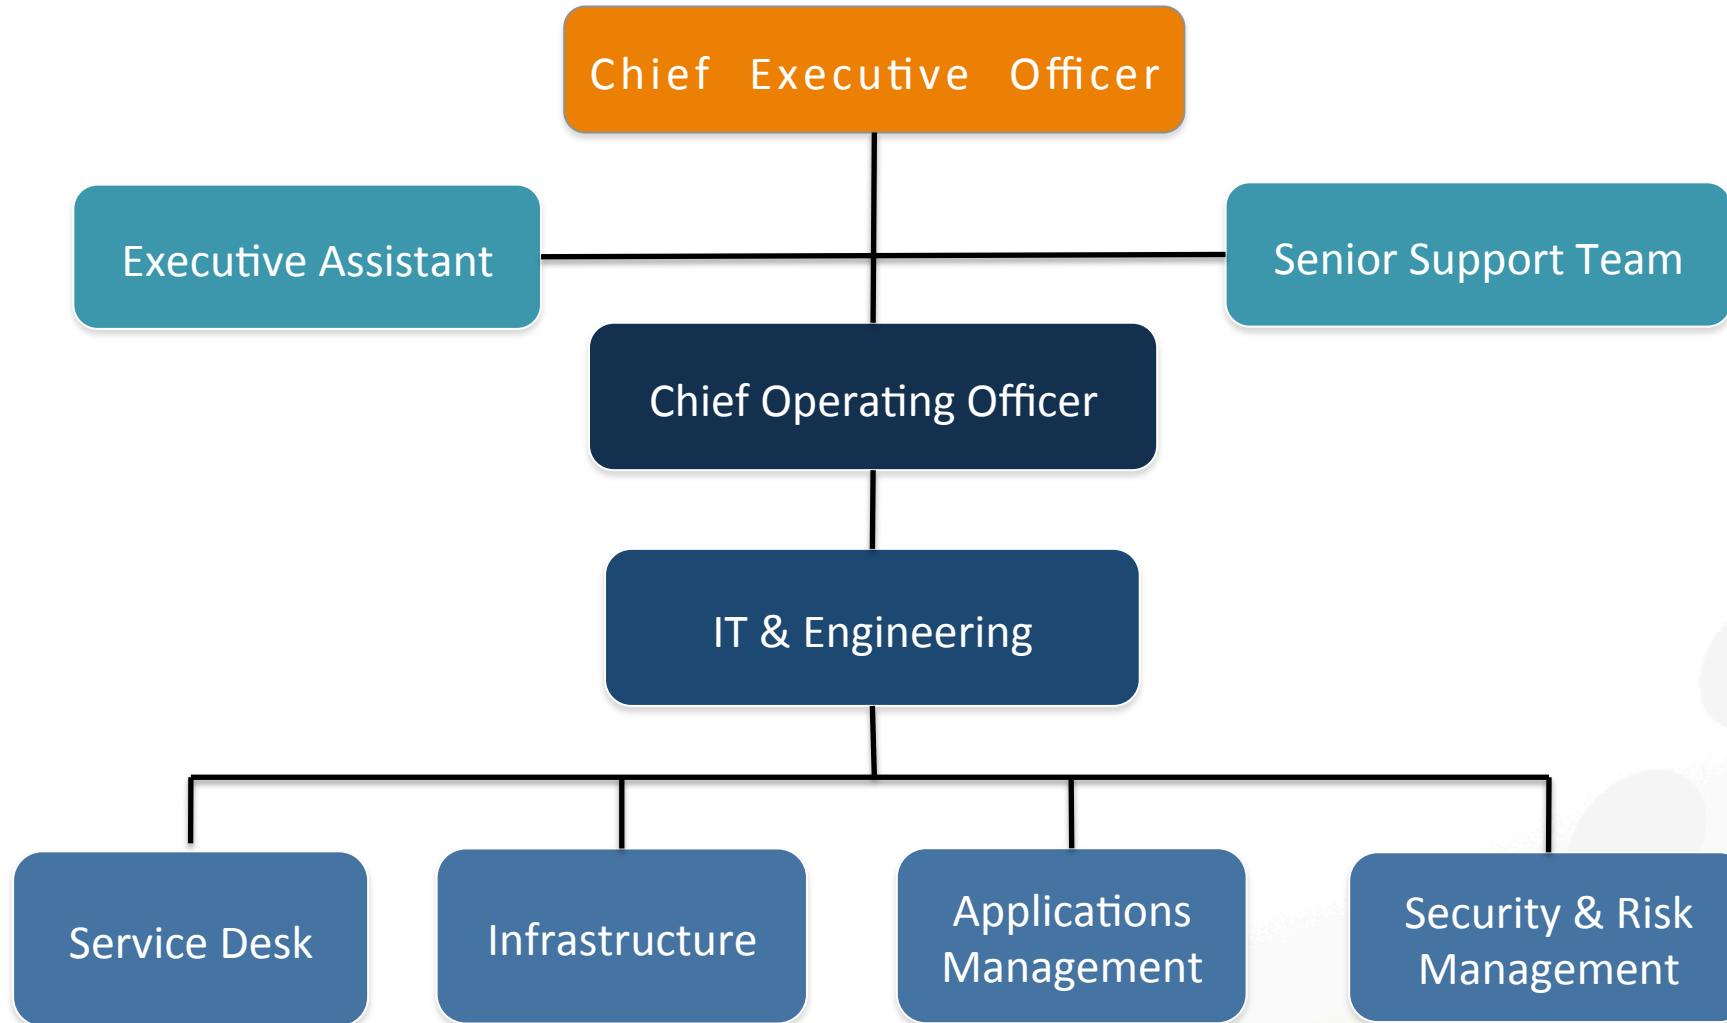 Chief Executive Officer
Executive Assistant
Senior Support Team
Chief Operating Officer
IT & Engineering
Service Desk
Infrastructure
Applications
Management
Security & Risk
Management